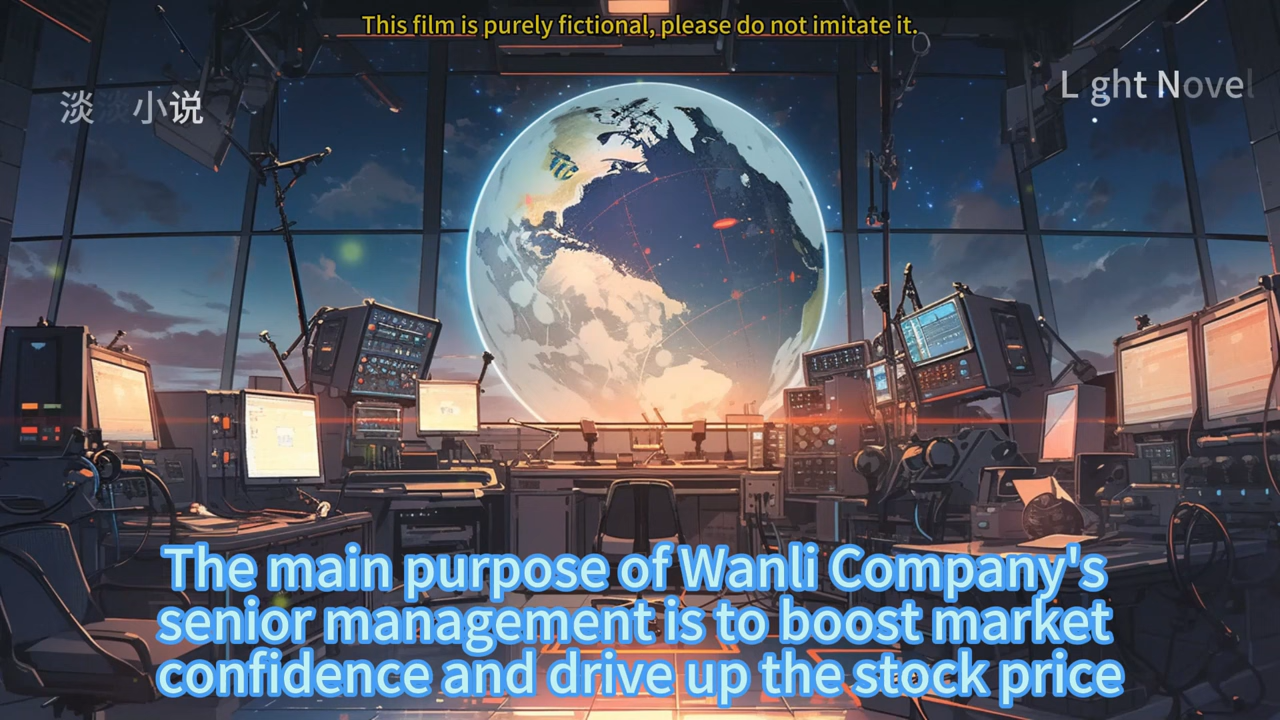 This film is purely fictional, please do not imitate it.
淡淡小说
Light Novel
The main purpose of Wanli Company's
senior management is to boost market
confidence and drive up the stock price